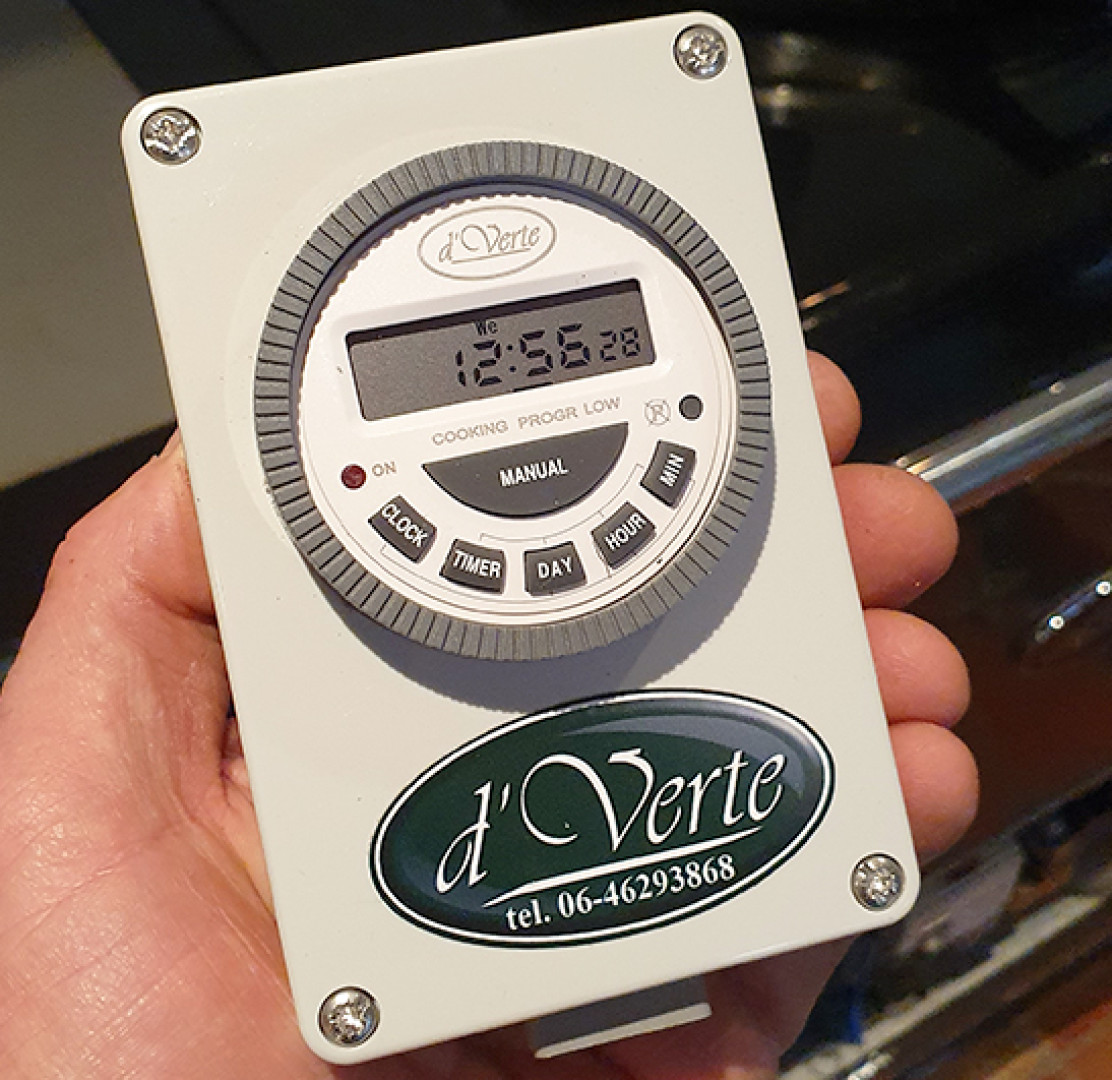 d'Verte
We
12:56 28
COOKING PROGR LOW
ON
MANUAL
R
CLOCK TIMER DAY HOUR MIN
d'Verte
tel. 06-46293868